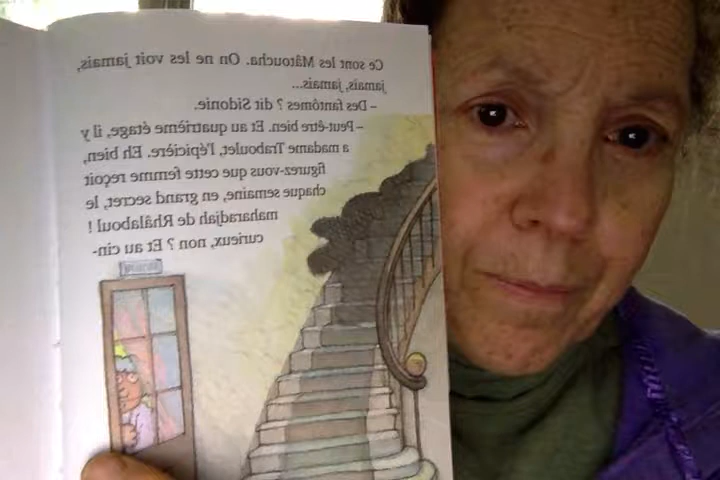 Ce sont les Mâtoucha. On ne les voit jamais,
jamais, jamais...
– Des fantômes ? dit Sidonie.
– Peut-être bien. Et au quatrième étage, il y
a madame Traboulet, l'épicière. Eh bien,
figurez-vous que cette femme reçoit
chaque semaine, en grand secret, le
maharadjah de Rhâlâboul !
curieux, non ? Et au cin-